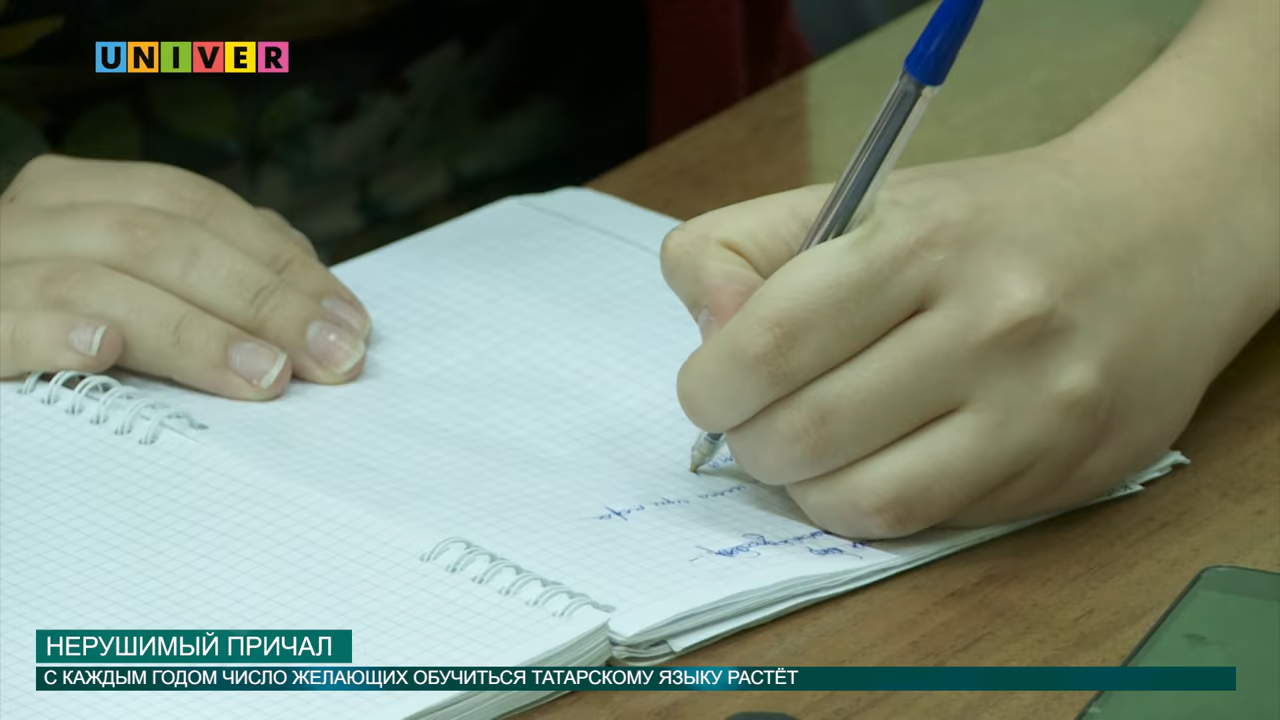 UNIVER
НЕРУШИМЫЙ ПРИЧАЛ
С КАЖДЫМ ГОДОМ ЧИСЛО ЖЕЛАЮЩИХ ОБУЧИТЬСЯ ТАТАРСКОМУ ЯЗЫКУ РАСТЁТ